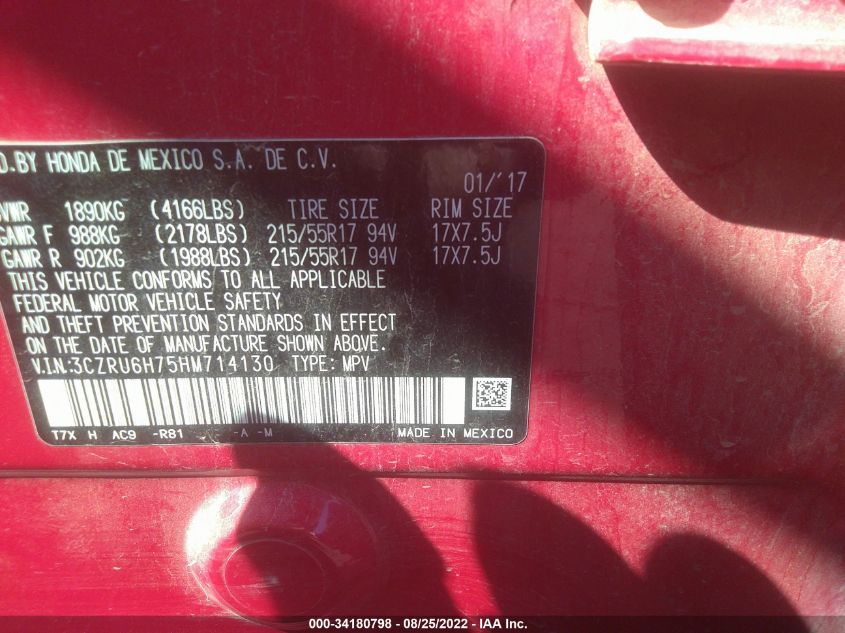 D.BY HONDA DE MEXICO S.A. DE C.V.
01/'17
GVWR 1890KG (4166LBS) TIRE SIZE RIM SIZE
GAWR F 988KG (2178LBS) 215/55R17 94V 17X7.5J
GAWR R 902KG (1988LBS) 215/55R17 94V 17X7.5J
THIS VEHICLE CONFORMS TO ALL APPLICABLE
FEDERAL MOTOR VEHICLE SAFETY
AND THEFT PREVENTION STANDARDS IN EFFECT
ON THE DATE OF MANUFACTURE SHOWN ABOVE.
V.I.N:3CZRU6H75HM714130 TYPE: MPV
T7X H AC9 -R81 -A -M MADE IN MEXICO
000-34180798 - 08/25/2022 - IAA Inc.